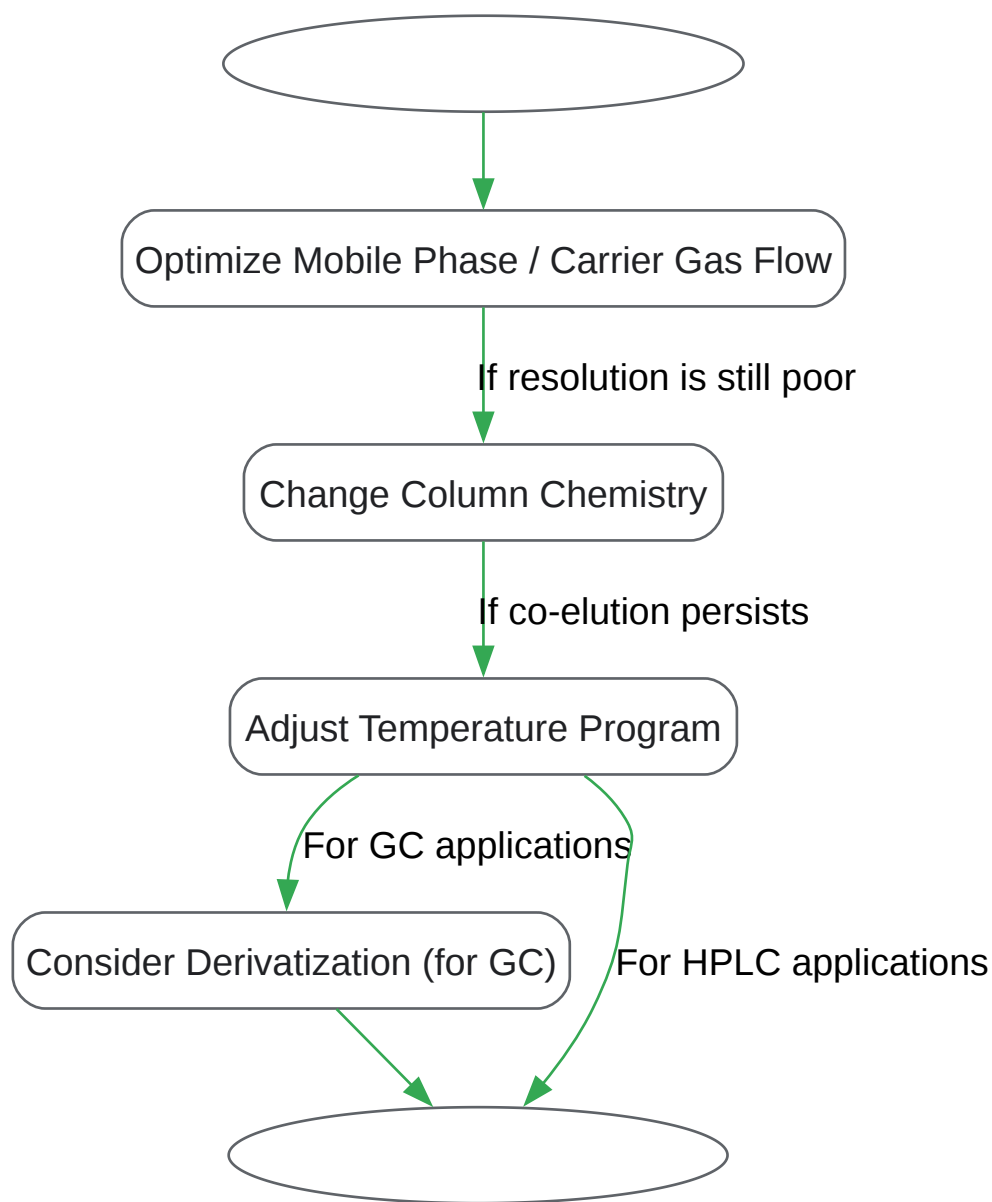 Optimize Mobile Phase / Carrier Gas Flow
If resolution is still poor
Change Column Chemistry
If co-elution persists
Adjust Temperature Program
For GC applications
Consider Derivatization (for GC)
For HPLC applications